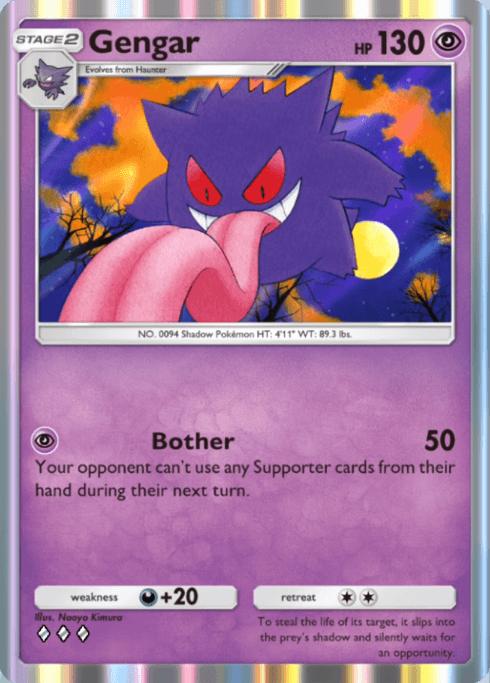 STAGE 2 Gengar HP 130
Evolves from Haunter
NO. 0094 Shadow Pokémon HT: 4'11" WT: 89.3 lbs.
Bother 50
Your opponent can't use any Supporter cards from their
hand during their next turn.
weakness +20 retreat
Illus. Naoyo Kimura
To steal the life of its target, it slips into
the prey's shadow and silently waits for
an opportunity.